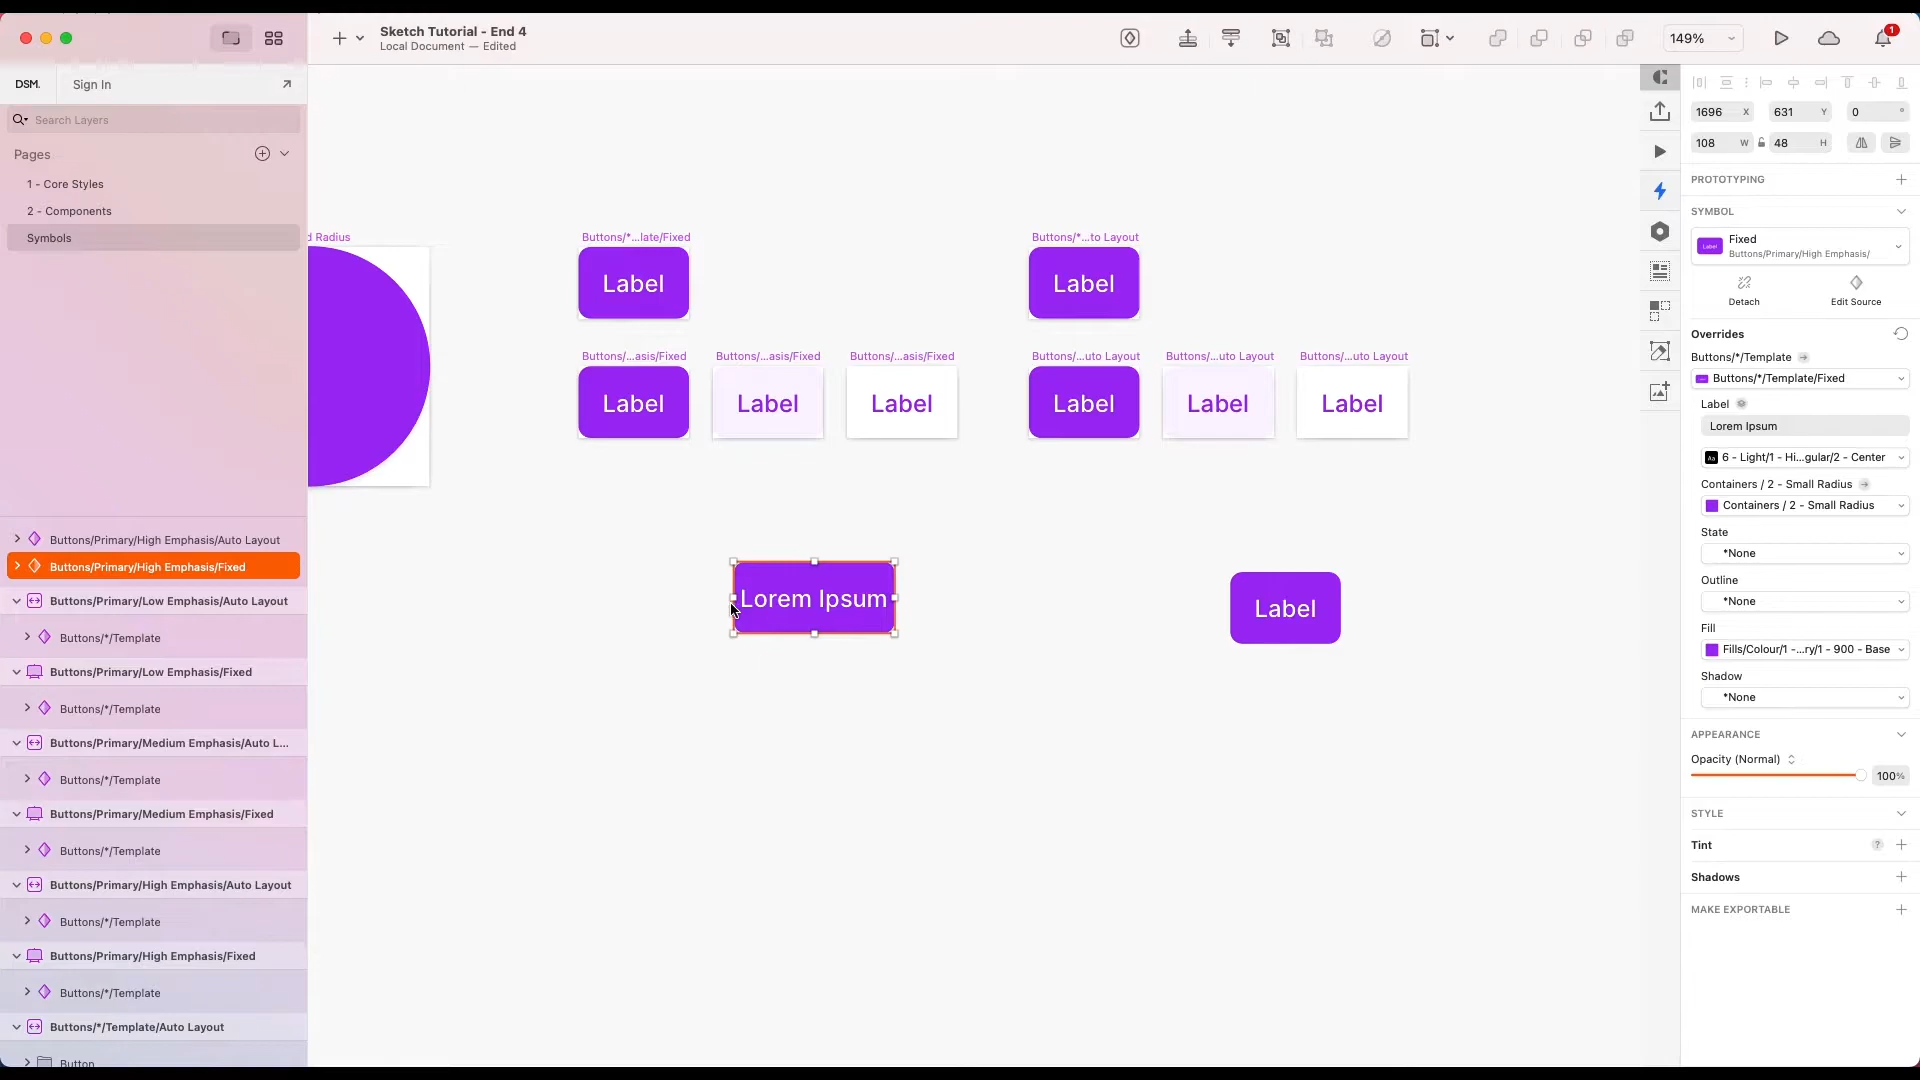 Sketch Tutorial - End 4
Local Document — Edited
149%
1
DSM.
Sign In
Search Layers
Pages
1 - Core Styles
2 - Components
Symbols
Buttons/Primary/High Emphasis/Auto Layout
Buttons/Primary/High Emphasis/Fixed
Buttons/Primary/Low Emphasis/Auto Layout
Buttons/*/Template
Buttons/Primary/Low Emphasis/Fixed
Buttons/*/Template
Buttons/Primary/Medium Emphasis/Auto L...
Buttons/*/Template
Buttons/Primary/Medium Emphasis/Fixed
Buttons/*/Template
Buttons/Primary/High Emphasis/Auto Layout
Buttons/*/Template
Buttons/Primary/High Emphasis/Fixed
Buttons/*/Template
Buttons/*/Template/Auto Layout
Button
d Radius
Buttons/*...late/Fixed
Label
Buttons/*...to Layout
Label
Buttons/...asis/Fixed
Buttons/...asis/Fixed
Buttons/...asis/Fixed
Label
Label
Label
Buttons/...uto Layout
Buttons/...uto Layout
Buttons/...uto Layout
Label
Label
Label
Lorem Ipsum
Label
1696 X
631 Y
0 °
108 W
48 H
PROTOTYPING
SYMBOL
Label
Fixed
Buttons/Primary/High Emphasis/
Detach
Edit Source
Overrides
Buttons/*/Template
Buttons/*/Template/Fixed
Label
Lorem Ipsum
Aa 6 - Light/1 - Hi...gular/2 - Center
Containers / 2 - Small Radius
Containers / 2 - Small Radius
State
*None
Outline
*None
Fill
Fills/Colour/1 -...ry/1 - 900 - Base
Shadow
*None
APPEARANCE
Opacity (Normal)
100%
STYLE
Tint
?
Shadows
MAKE EXPORTABLE